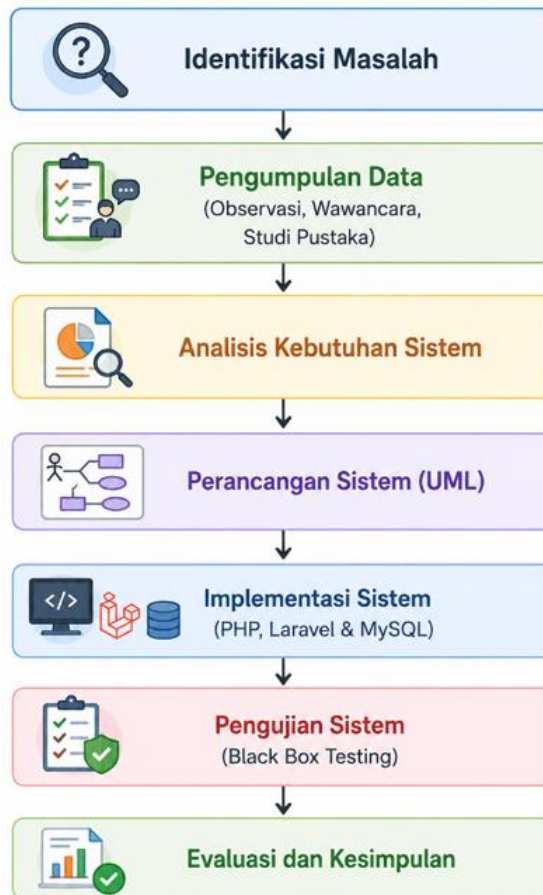 ?
Identifikasi Masalah
Pengumpulan Data
(Observasi, Wawancara,
Studi Pustaka)
Analisis Kebutuhan Sistem
Perancangan Sistem (UML)
</>
Implementasi Sistem
(PHP, Laravel & MySQL)
Pengujian Sistem
(Black Box Testing)
Evaluasi dan Kesimpulan